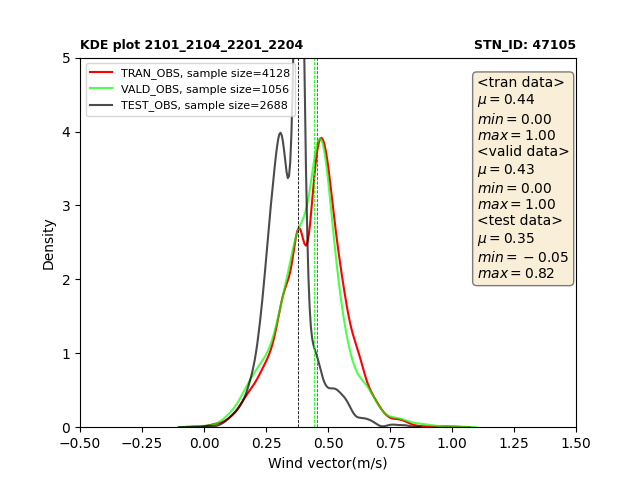 KDE plot 2101_2104_2201_2204
STN_ID: 47105
TRAN_OBS, sample size=4128
VALD_OBS, sample size=1056
TEST_OBS, sample size=2688
<tran data>
μ = 0.44
min = 0.00
max = 1.00
<valid data>
μ = 0.43
min = 0.00
max = 1.00
<test data>
μ = 0.35
min = −0.05
max = 0.82
Density
5
4
3
2
1
0
−0.50 −0.25 0.00 0.25 0.50 0.75 1.00 1.25 1.50
Wind vector(m/s)